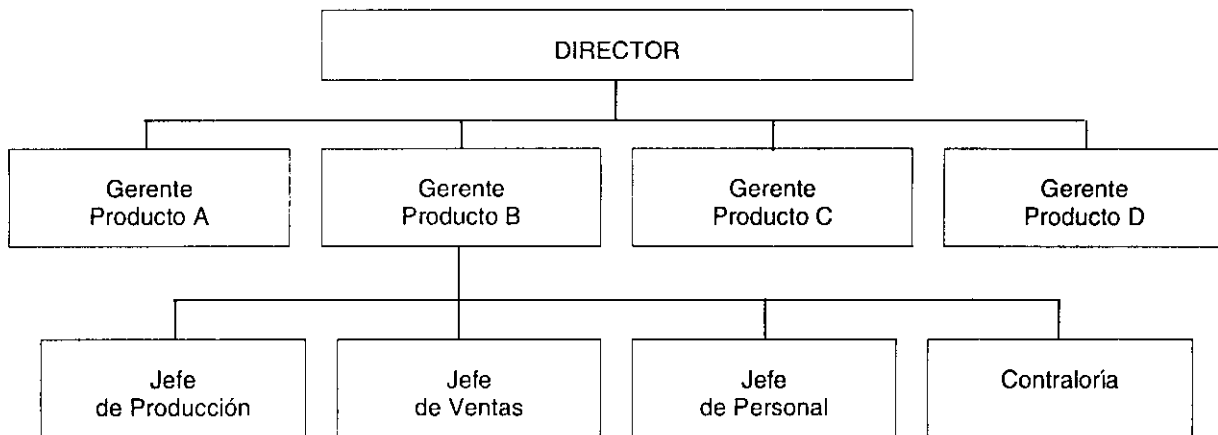 DIRECTOR
Gerente
Producto A
Gerente
Producto B
Gerente
Producto C
Gerente
Producto D
Jefe
de Producción
Jefe
de Ventas
Jefe
de Personal
Contraloría